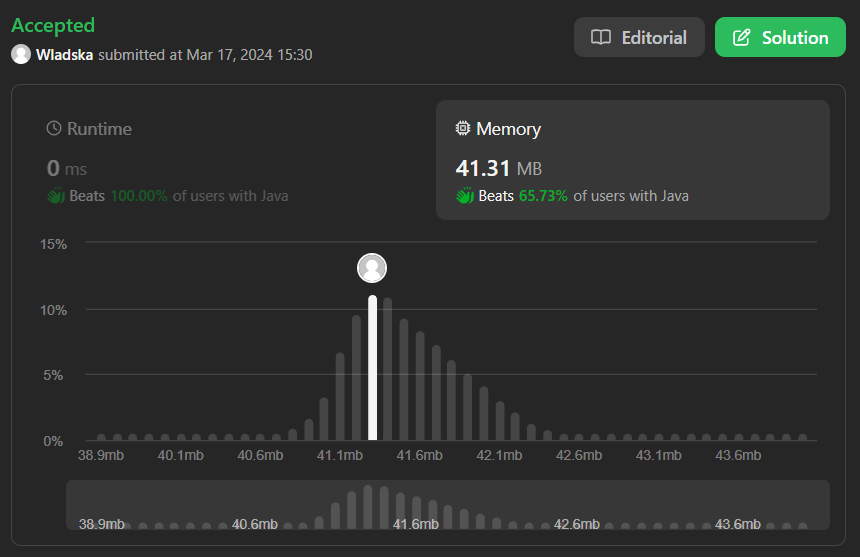 Accepted
Editorial
Solution
Wladska submitted at Mar 17, 2024 15:30
Runtime
Memory
0 ms
41.31 MB
Beats 100.00% of users with Java
Beats 65.73% of users with Java
15%
10%
5%
0%
38.9mb 40.1mb 40.6mb 41.1mb 41.6mb 42.1mb 42.6mb 43.1mb 43.6mb
38.9mb 40.6mb 41.6mb 42.6mb 43.6mb